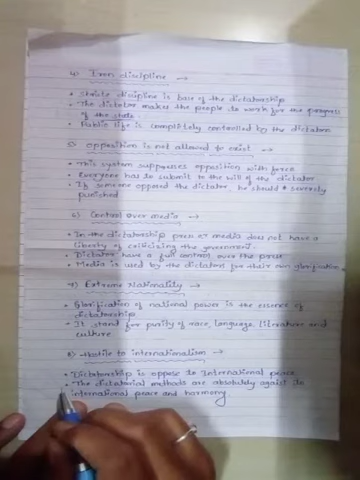 4) Iron discipline →
• Stricte discipline is base of the dictatorship
• The dictator makes the people to work for the progress
of the state.
• Public life is completely controlled by the dictators
5) Opposition is not allowed to exist →
• This system suppresses opposition with force
• Everyone has to submit to the will of the dictator
• If someone opposed the dictator, he should severely
punished
6) Control Over media →
• In the dictatorship press or media does not have a
liberty of criticizing the government.
• Dictator have a full control over the press
• Media is used by the dictator for their own glorification
7) Extreme Nationality →
• Glorification of national power is the essence of
dictatorship
• It stand for purity of race, language, literature and
culture
8) Hostile to internationalism →
• Dictatorship is oppose to International peace
• The dictatorial methods are absolutely agaist to
international peace and harmony